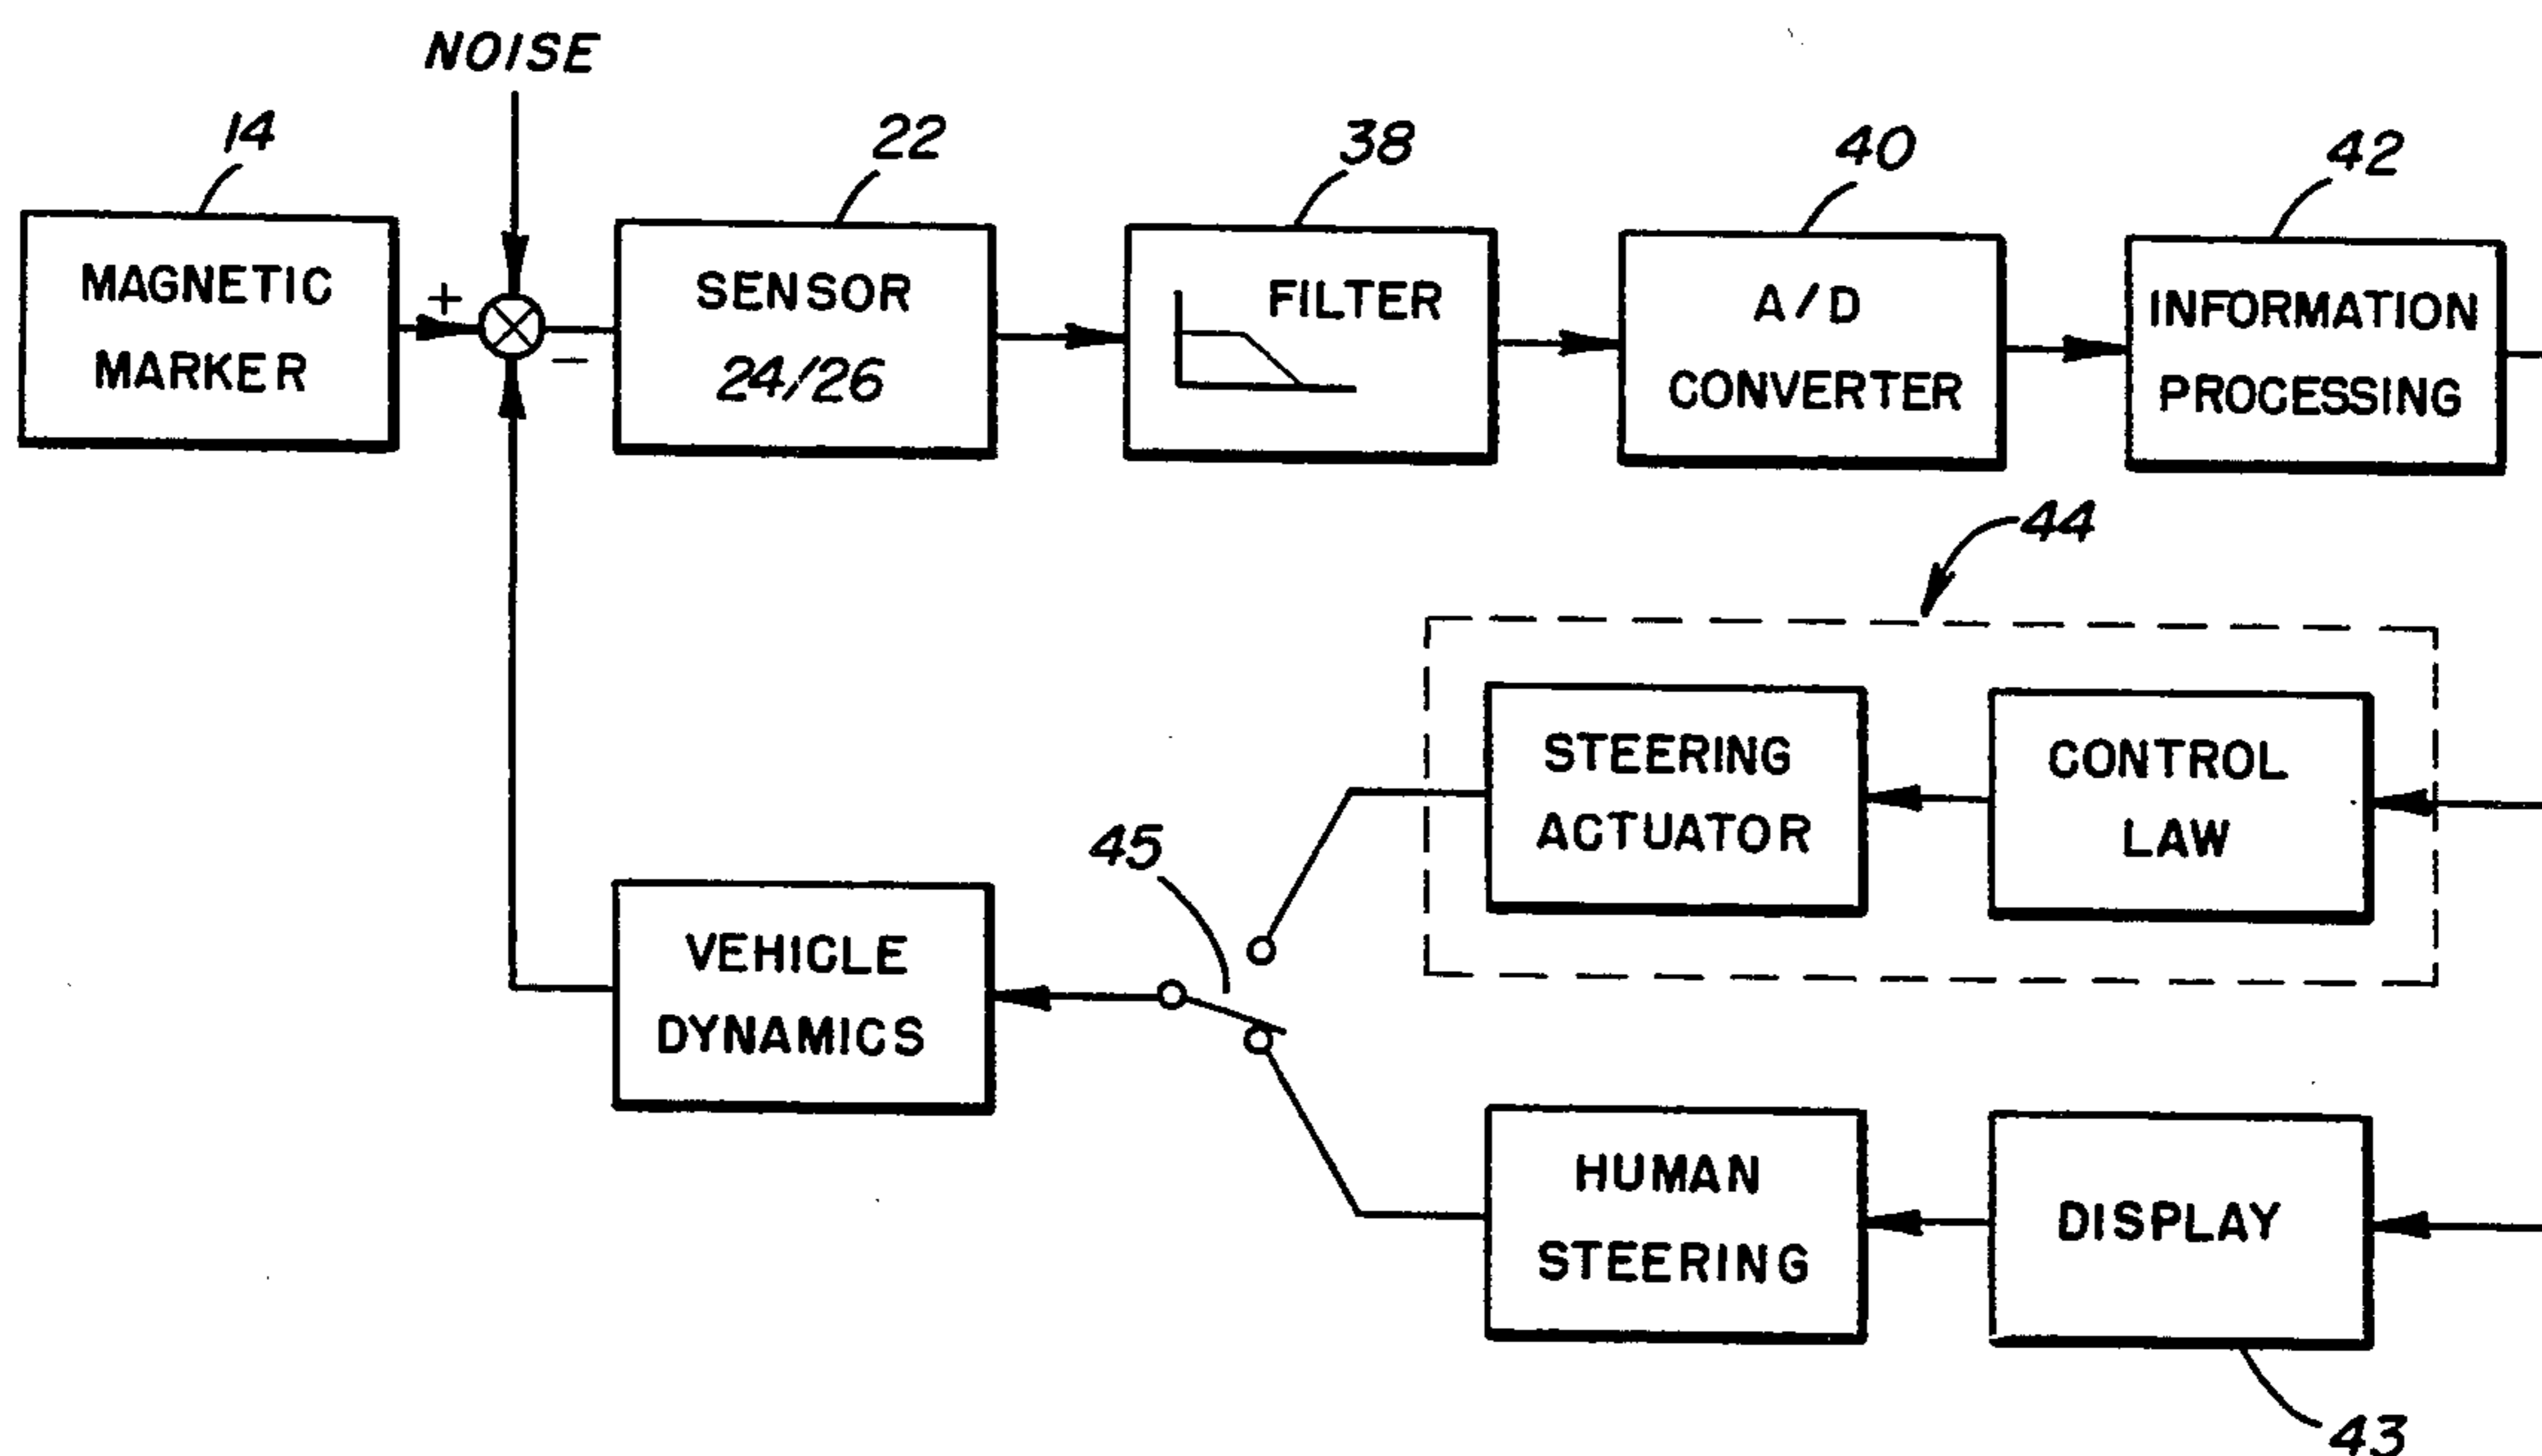 NOISE
14
22
38
40
42
MAGNETIC
MARKER
+
−
SENSOR
24/26
FILTER
A/D
CONVERTER
INFORMATION
PROCESSING
44
STEERING
ACTUATOR
CONTROL
LAW
45
VEHICLE
DYNAMICS
HUMAN
STEERING
DISPLAY
43